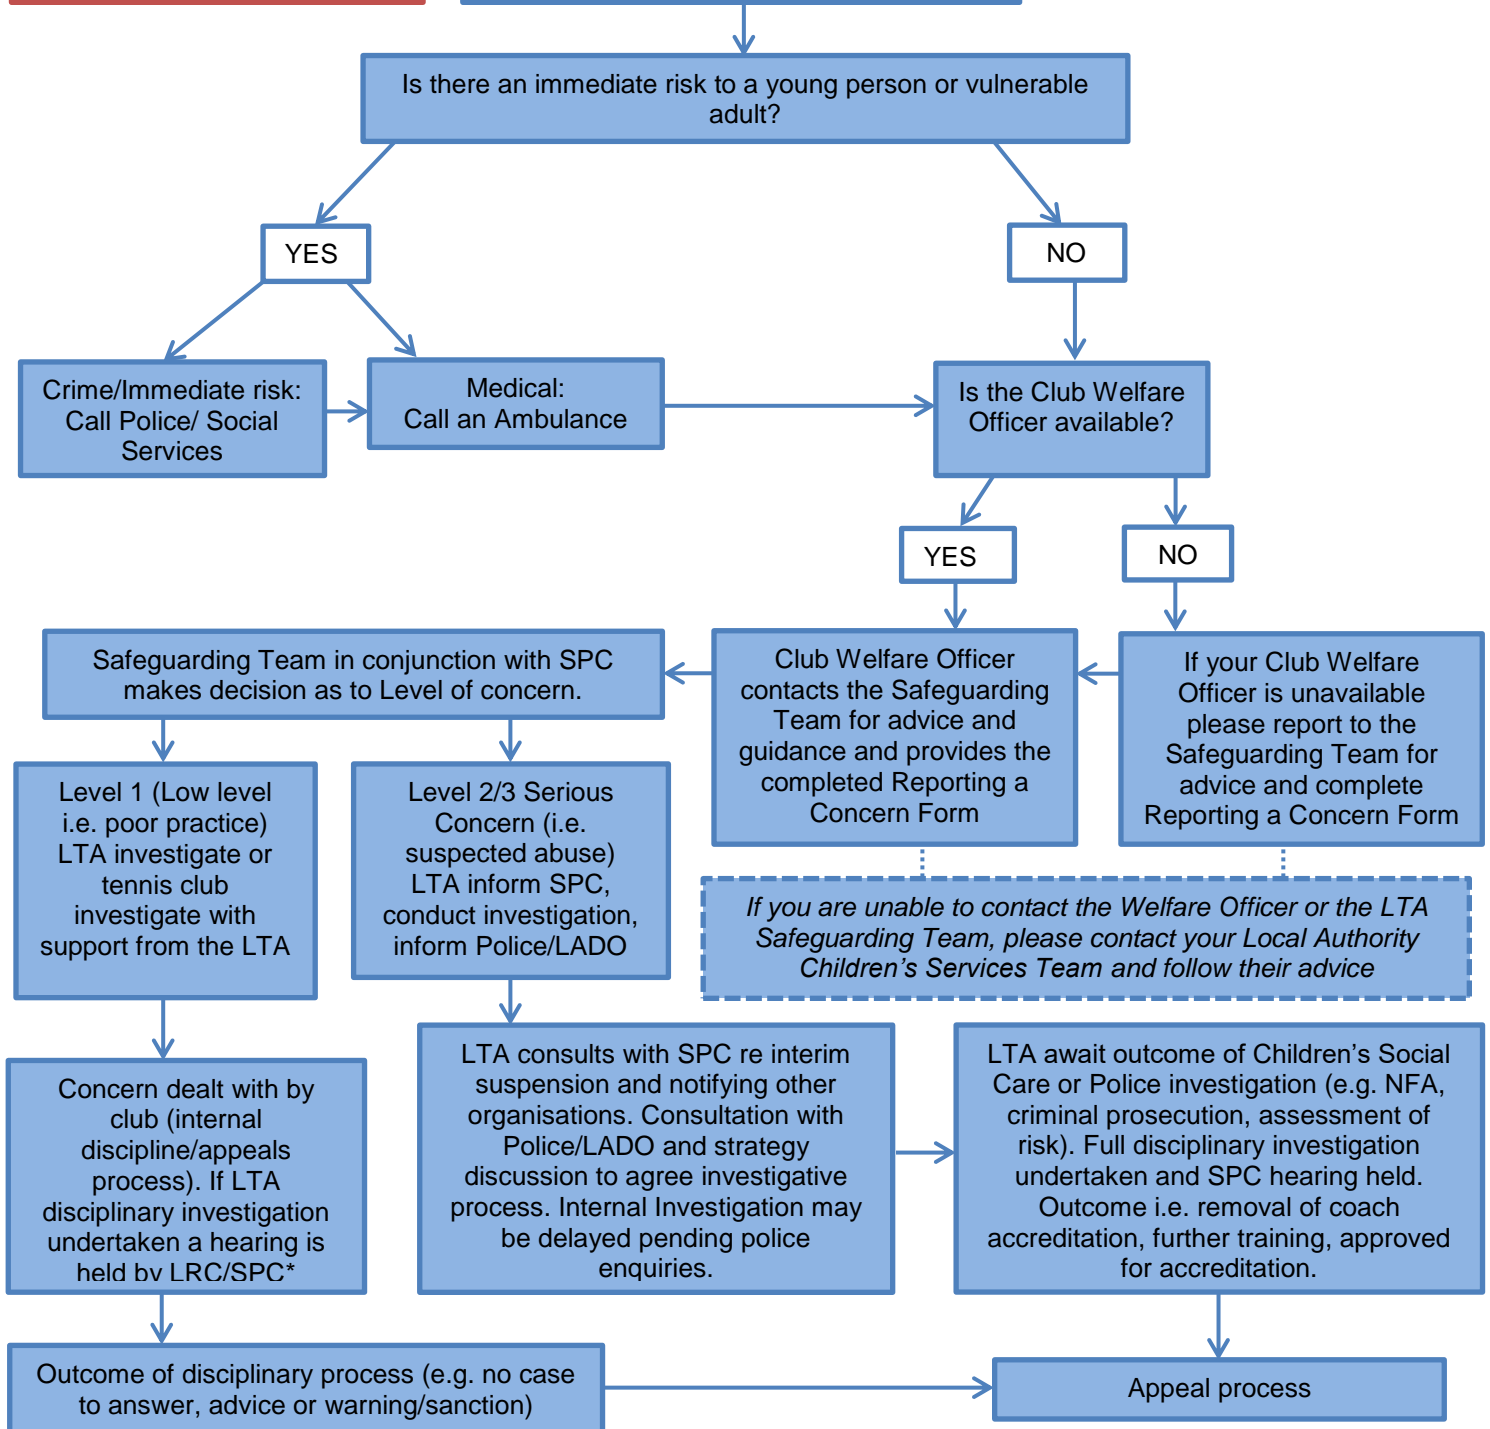 Is there an immediate risk to a young person or vulnerable
adult?
YES
NO
Crime/Immediate risk:
Call Police/ Social
Services
Medical:
Call an Ambulance
Is the Club Welfare
Officer available?
YES
NO
Safeguarding Team in conjunction with SPC
makes decision as to Level of concern.
Club Welfare Officer
contacts the Safeguarding
Team for advice and
guidance and provides the
completed Reporting a
Concern Form
If your Club Welfare
Officer is unavailable
please report to the
Safeguarding Team for
advice and complete
Reporting a Concern Form
Level 1 (Low level
i.e. poor practice)
LTA investigate or
tennis club
investigate with
support from the LTA
Level 2/3 Serious
Concern (i.e.
suspected abuse)
LTA inform SPC,
conduct investigation,
inform Police/LADO
If you are unable to contact the Welfare Officer or the LTA
Safeguarding Team, please contact your Local Authority
Children’s Services Team and follow their advice
Concern dealt with by
club (internal
discipline/appeals
process). If LTA
disciplinary investigation
undertaken a hearing is
held by LRC/SPC*
LTA consults with SPC re interim
suspension and notifying other
organisations. Consultation with
Police/LADO and strategy
discussion to agree investigative
process. Internal Investigation may
be delayed pending police
enquiries.
LTA await outcome of Children’s Social
Care or Police investigation (e.g. NFA,
criminal prosecution, assessment of
risk). Full disciplinary investigation
undertaken and SPC hearing held.
Outcome i.e. removal of coach
accreditation, further training, approved
for accreditation.
Outcome of disciplinary process (e.g. no case
to answer, advice or warning/sanction)
Appeal process